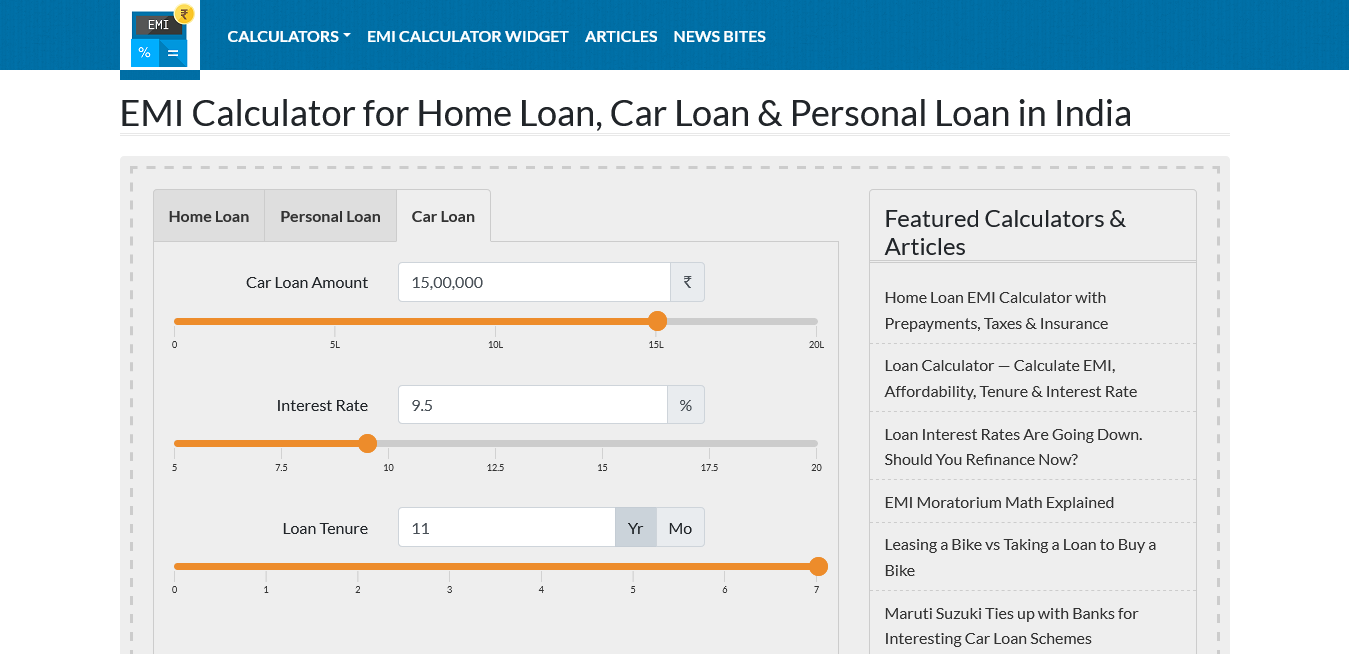 EMI
₹
%
=
CALCULATORS
EMI CALCULATOR WIDGET
ARTICLES
NEWS BITES
EMI Calculator for Home Loan, Car Loan & Personal Loan in India
Home Loan
Personal Loan
Car Loan
Car Loan Amount
15,00,000
₹
0
5L
10L
15L
20L
Interest Rate
9.5
%
5
7.5
10
12.5
15
17.5
20
Loan Tenure
11
Yr
Mo
0
1
2
3
4
5
6
7
Featured Calculators &
Articles
Home Loan EMI Calculator with
Prepayments, Taxes & Insurance
Loan Calculator — Calculate EMI,
Affordability, Tenure & Interest Rate
Loan Interest Rates Are Going Down.
Should You Refinance Now?
EMI Moratorium Math Explained
Leasing a Bike vs Taking a Loan to Buy a
Bike
Maruti Suzuki Ties up with Banks for
Interesting Car Loan Schemes